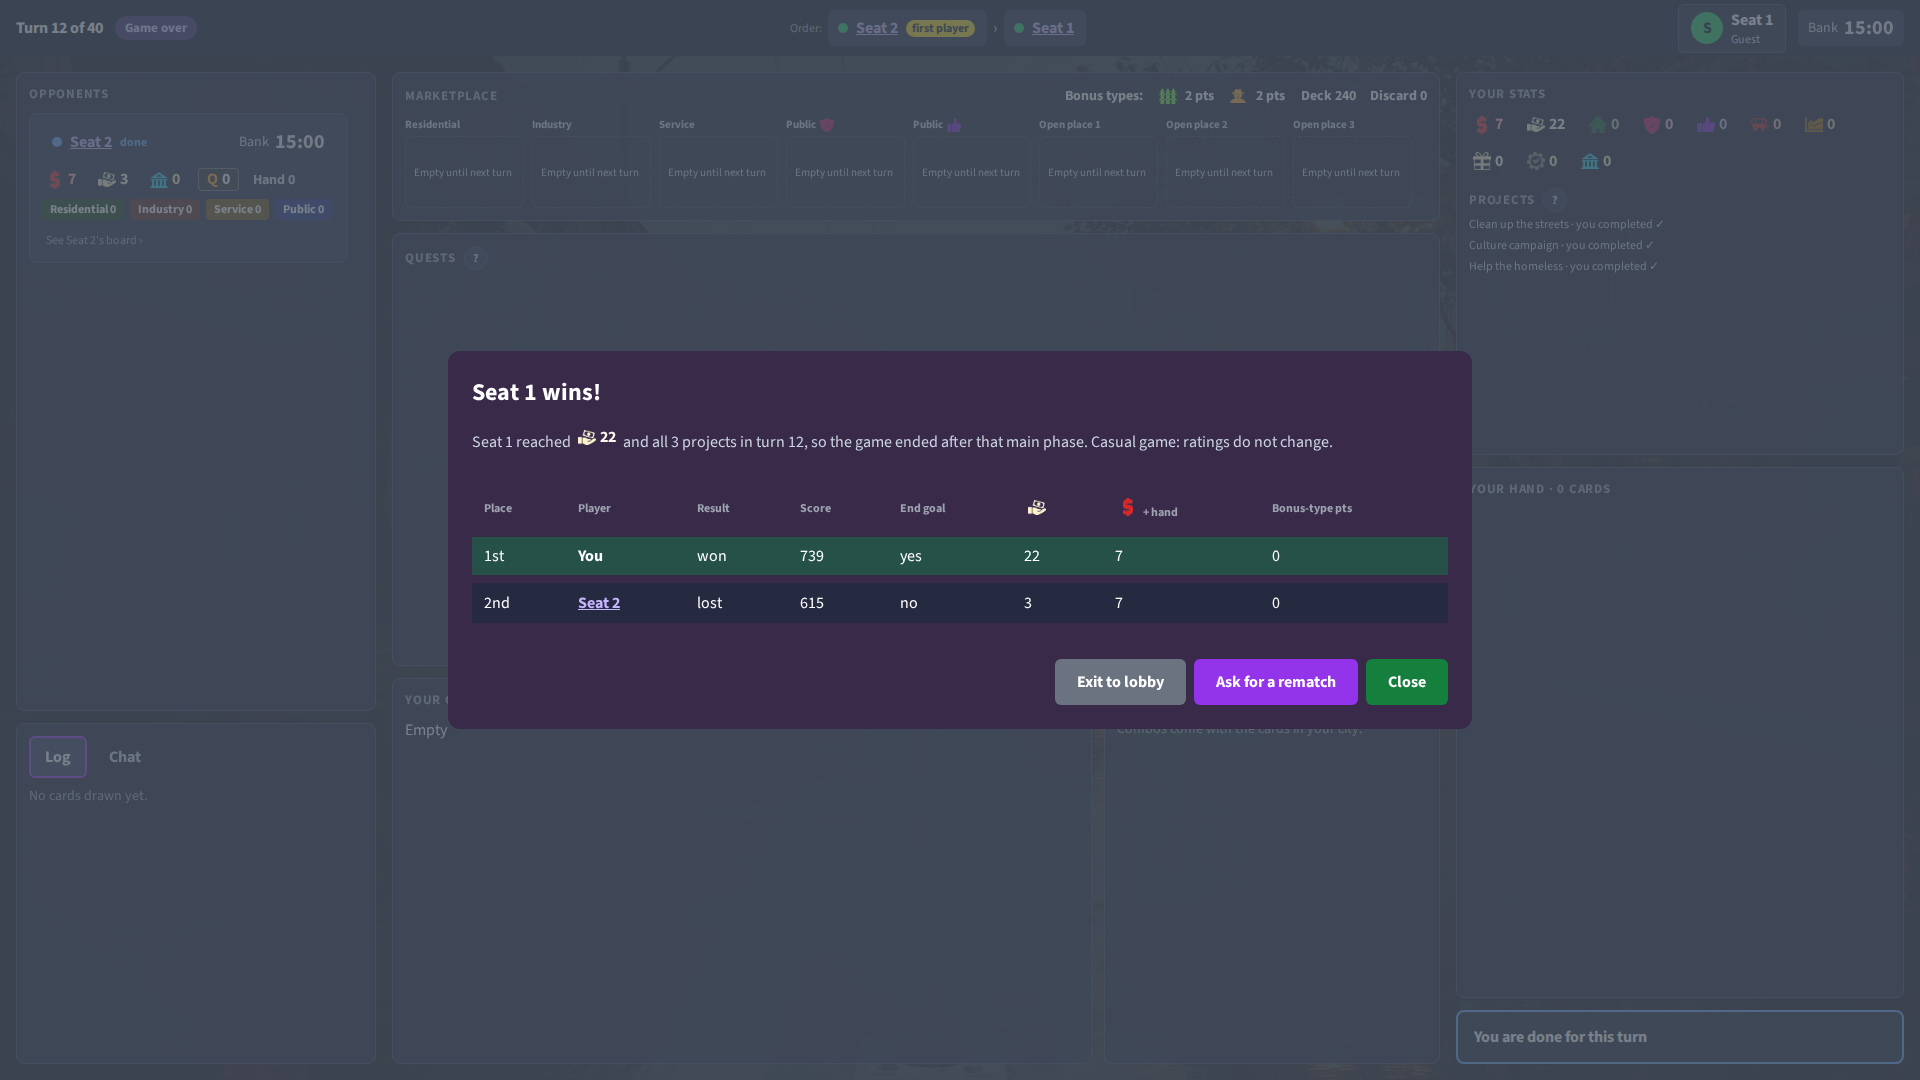 Turn 12 of 40 Game over Order: Seat 2 first player › Seat 1 S Seat 1 Guest Bank 15:00
OPPONENTS
Seat 2 done Bank 15:00
7 3 0 Q 0 Hand 0
Residential 0 Industry 0 Service 0 Public 0
See Seat 2's board ›
MARKETPLACE Bonus types: 2 pts 2 pts Deck 240 Discard 0
Residential Industry Service Public Public Open place 1 Open place 2 Open place 3
Empty until next turn Empty until next turn Empty until next turn Empty until next turn Empty until next turn Empty until next turn Empty until next turn Empty until next turn
QUESTS ?
YOUR STATS
$ 7 22 0 0 0 0 0
0 0 0
PROJECTS ?
Clean up the streets · you completed ✓
Culture campaign · you completed ✓
Help the homeless · you completed ✓
Seat 1 wins!
Seat 1 reached 22 and all 3 projects in turn 12, so the game ended after that main phase. Casual game: ratings do not change.
Place Player Result Score End goal $ + hand Bonus-type pts
1st You won 739 yes 22 7 0
2nd Seat 2 lost 615 no 3 7 0
Exit to lobby Ask for a rematch Close
YOUR HAND · 0 CARDS
YOUR
Empty
Combos come with the cards in your city.
Log Chat
No cards drawn yet.
You are done for this turn